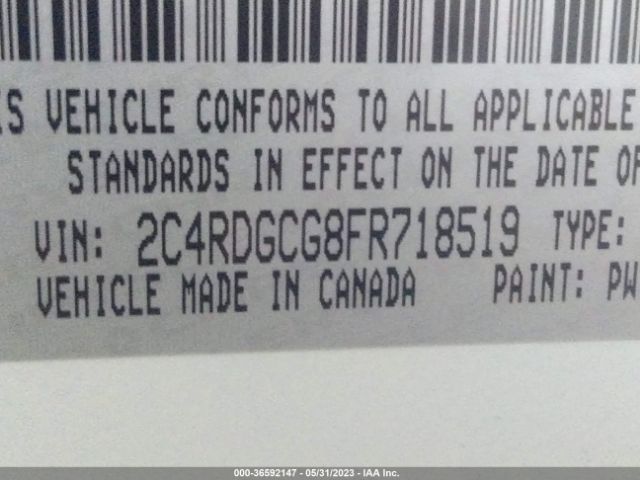 IS VEHICLE CONFORMS TO ALL APPLICABLE
STANDARDS IN EFFECT ON THE DATE OF
VIN: 2C4RDGCG8FR718519 TYPE:
VEHICLE MADE IN CANADA PAINT: PW
000-36592147 - 05/31/2023 - IAA Inc.